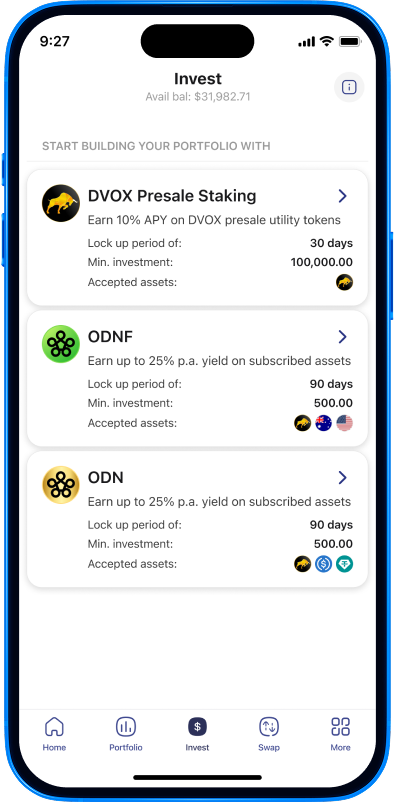 9:27
Invest
Avail bal: $31,982.71
START BUILDING YOUR PORTFOLIO WITH
DVOX Presale Staking
Earn 10% APY on DVOX presale utility tokens
Lock up period of: 30 days
Min. investment: 100,000.00
Accepted assets:
ODNF
Earn up to 25% p.a. yield on subscribed assets
Lock up period of: 90 days
Min. investment: 500.00
Accepted assets:
ODN
Earn up to 25% p.a. yield on subscribed assets
Lock up period of: 90 days
Min. investment: 500.00
Accepted assets:
Home Portfolio Invest Swap More